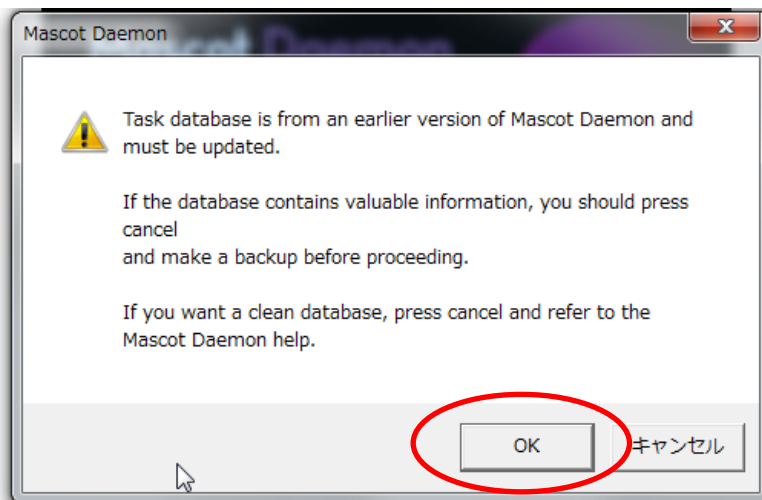 Mascot Daemon
Mascot Daemon
Task database is from an earlier version of Mascot Daemon and
must be updated.
If the database contains valuable information, you should press
cancel
and make a backup before proceeding.
If you want a clean database, press cancel and refer to the
Mascot Daemon help.
OK
キャンセル